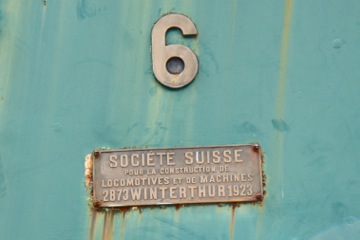 6
SOCIÉTÉ SUISSE
POUR LA CONSTRUCTION DE
LOCOMOTIVES ET DE MACHINES
2873 WINTERTHUR 1923